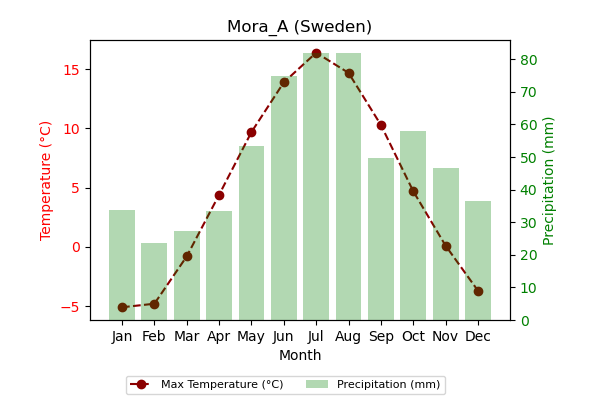 Mora_A (Sweden)
Temperature (°C)
15
10
5
0
−5
80
70
60
50
40
30
20
10
0
Precipitation (mm)
Jan Feb Mar Apr May Jun Jul Aug Sep Oct Nov Dec
Month
Max Temperature (°C) Precipitation (mm)